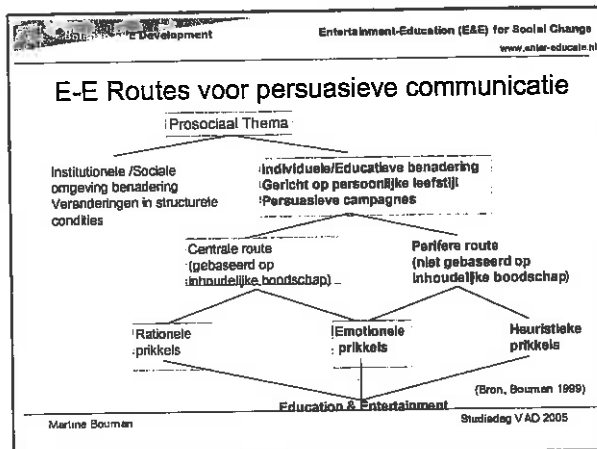 Development
Entertainment-Education (E&E) for Social Change
www.enter-educate.nl
E-E Routes voor persuasieve communicatie
Prosociaal Thema
Institutionele /Sociale
omgeving benadering
Veranderingen in structurele
condities
Individuele/Educatieve benadering
Gericht op persoonlijke leefstijl
Persuasieve campagnes
Centrale route
(gebaseerd op
inhoudelijke boodschap)
Perifere route
(niet gebaseerd op
inhoudelijke boodschap)
Rationele
prikkels
Emotionele
prikkels
Heuristieke
prikkels
(Bron, Bouman 1999)
Education & Entertainment
Martine Bouman
Studiedag VAD 2005